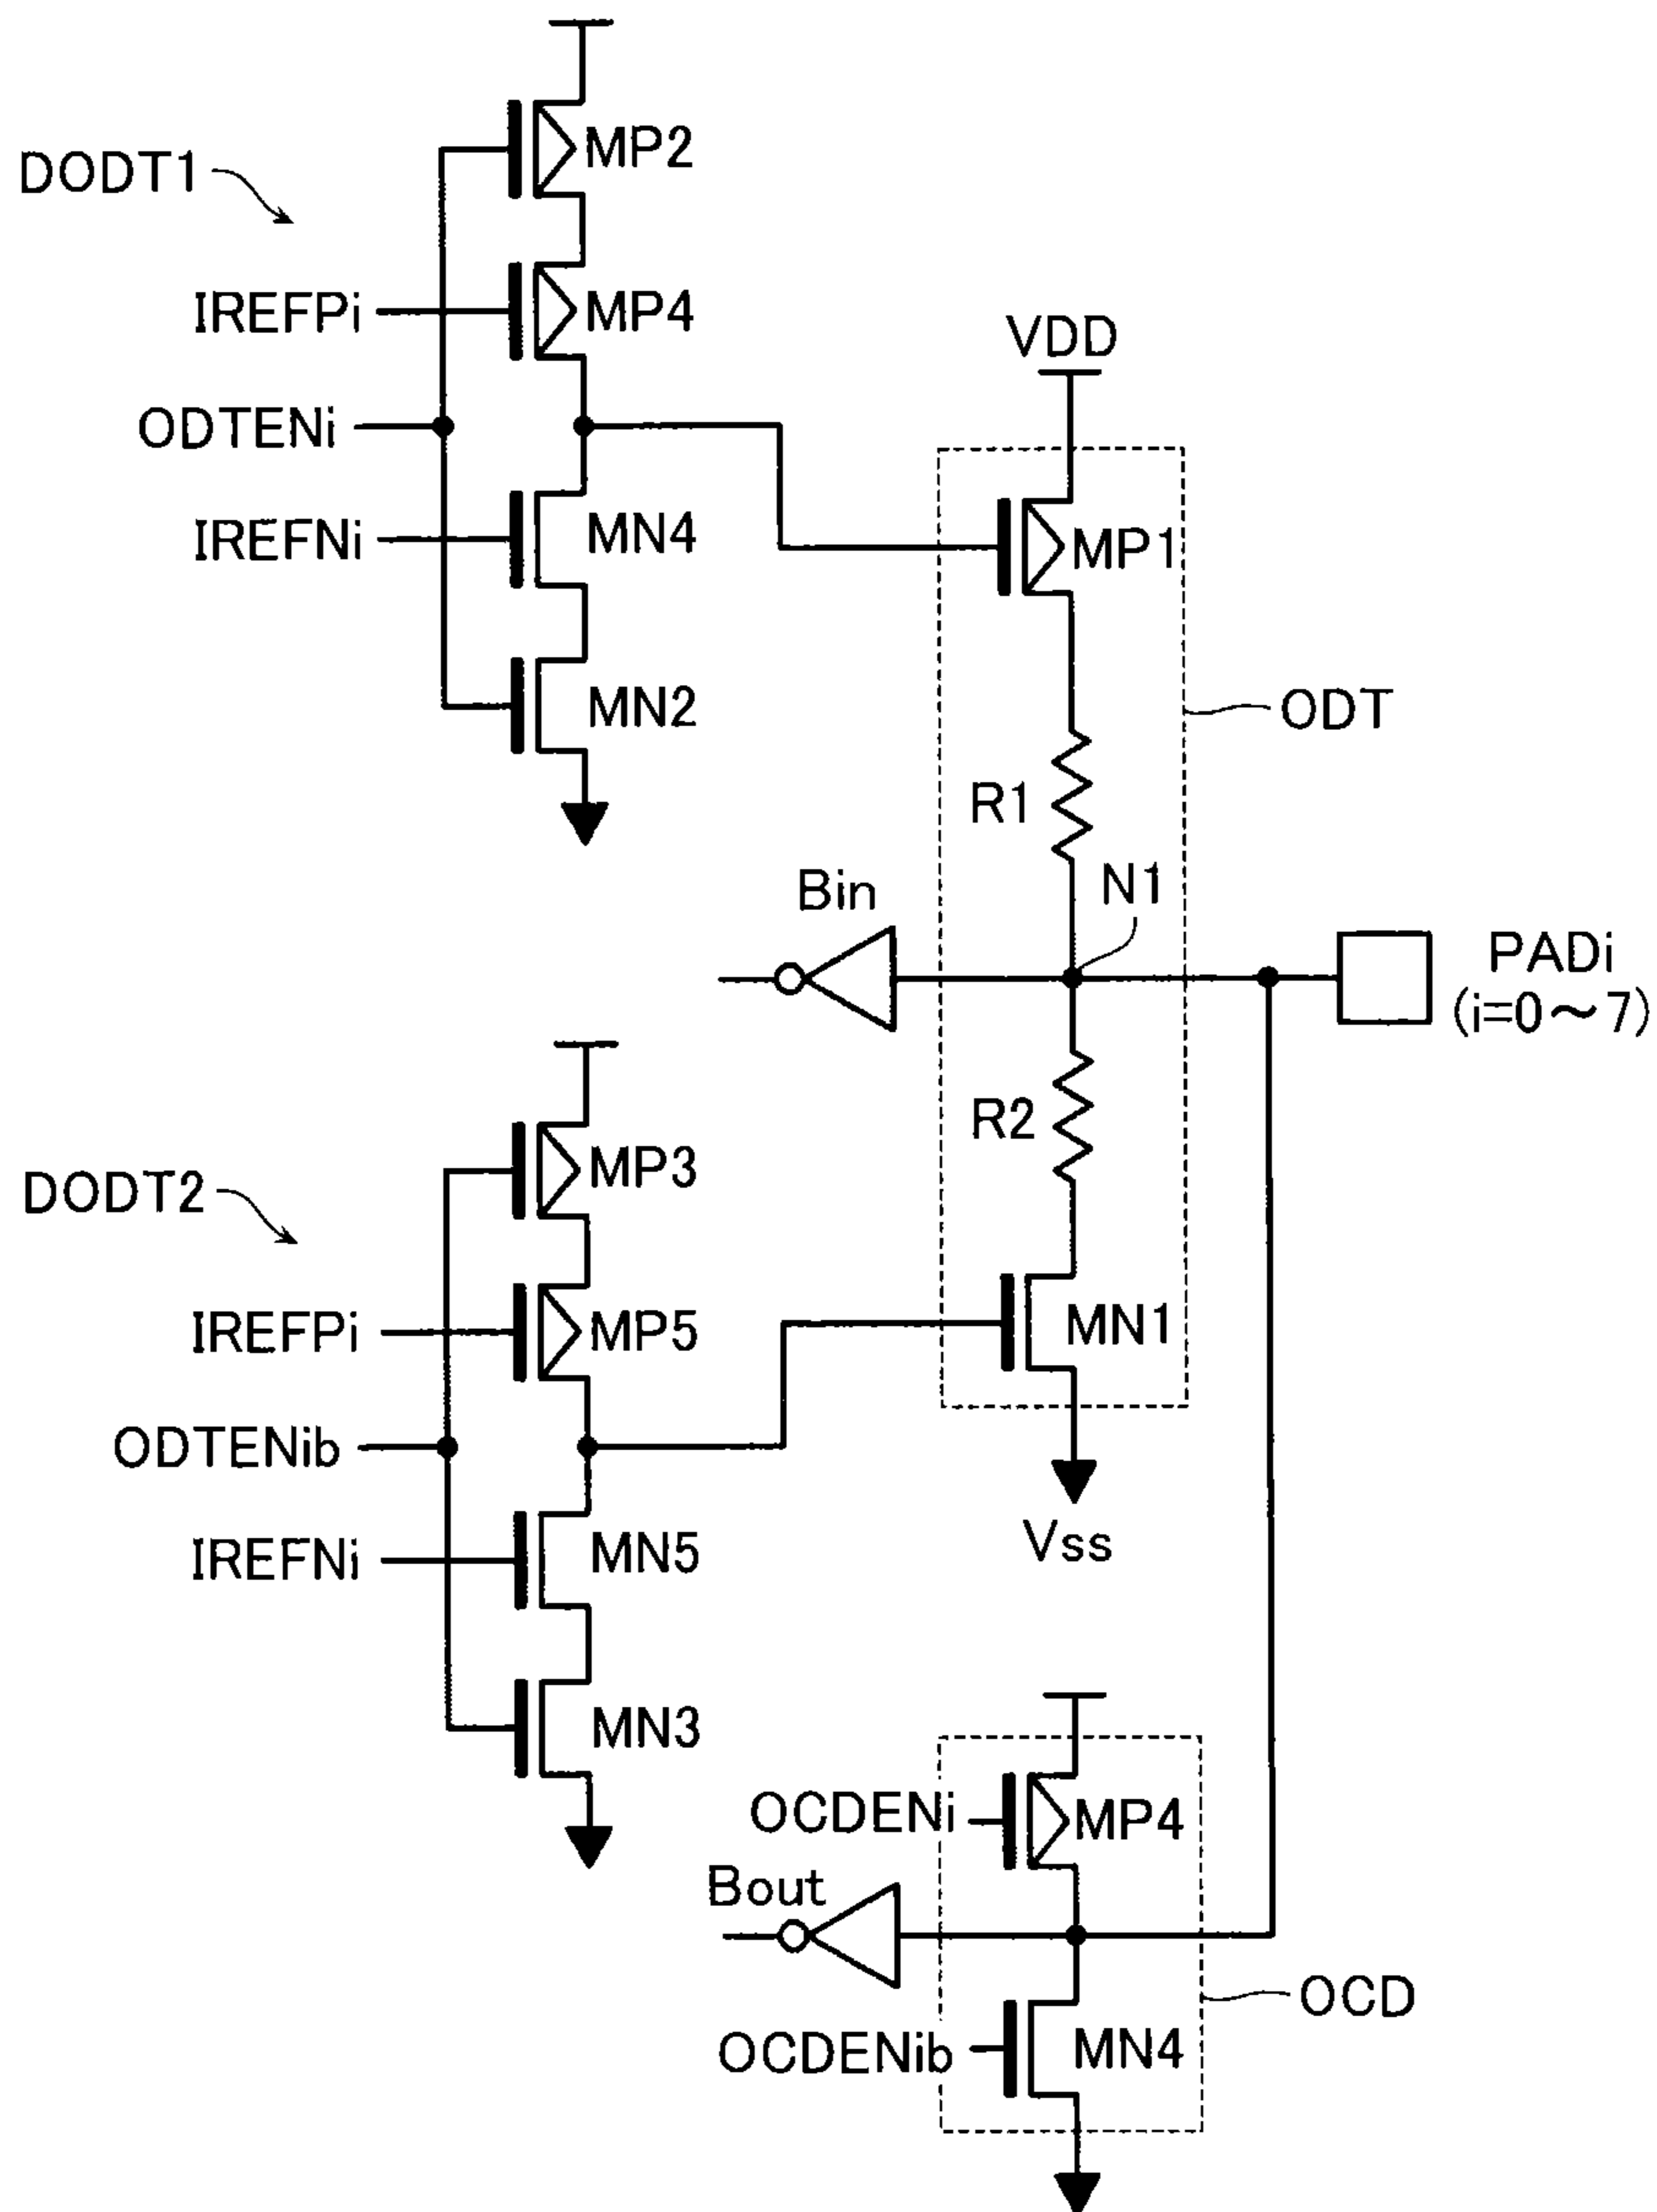 DODT1
MP2
IREFPi
MP4
VDD
ODTENi
IREFNi
MN4
MP1
MN2
ODT
R1
Bin
N1
PADi
(i=0～7)
R2
DODT2
MP3
IREFPi
MP5
MN1
ODTENib
IREFNi
MN5
Vss
MN3
OCDENi
MP4
Bout
OCD
OCDENib
MN4